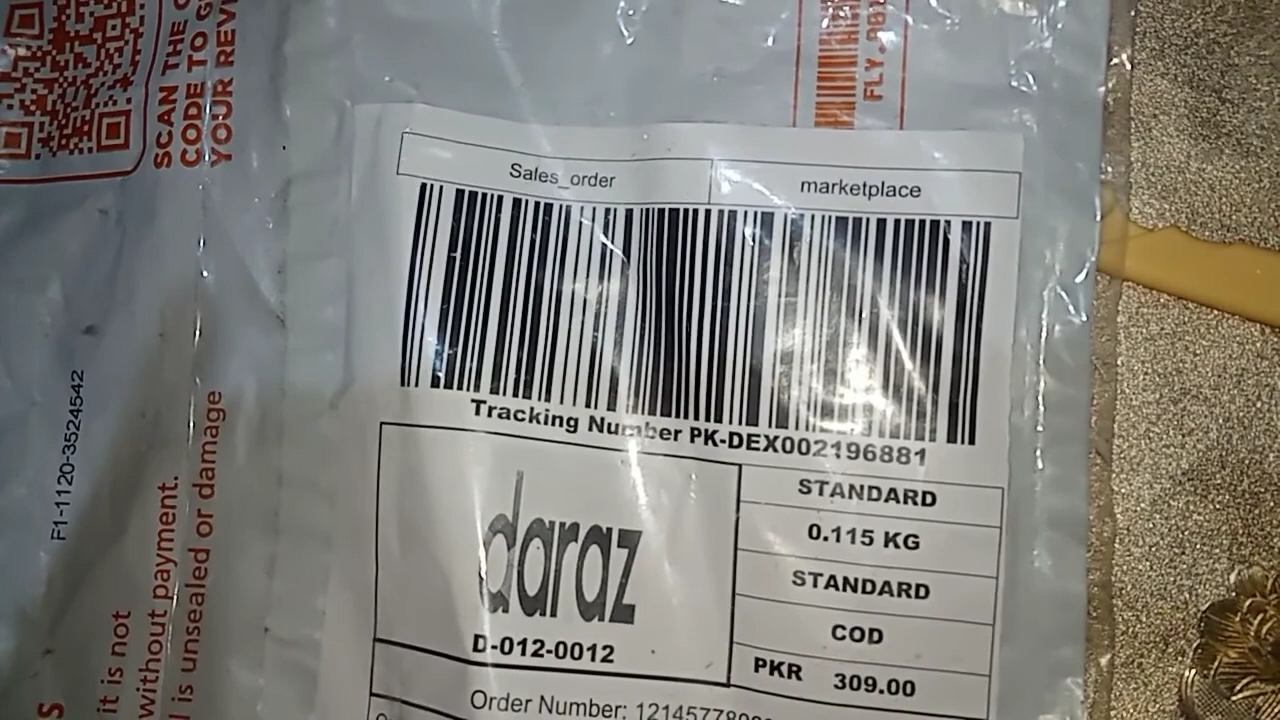 SCAN THE
CODE TO
YOUR
FLY
Sales_order
marketplace
Tracking Number PK-DEX002196881
daraz
D-012-0012
STANDARD
0.115 KG
STANDARD
COD
PKR 309.00
Order Number:
F1-1120-3524542
it is not
without payment.
is unsealed or damage